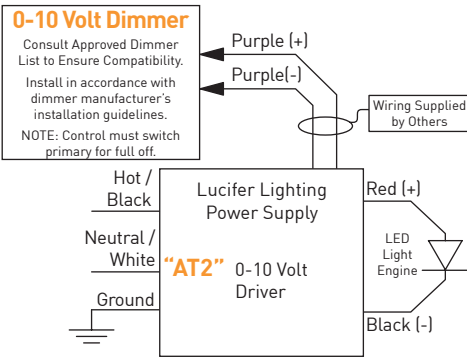 0-10 Volt Dimmer
Consult Approved Dimmer
List to Ensure Compatibility.
Install in accordance with
dimmer manufacturer's
installation guidelines.
NOTE: Control must switch
primary for full off.
Purple (+)
Purple(-)
Wiring Supplied
by Others
Hot /
Black
Neutral /
White
Ground
Lucifer Lighting
Power Supply
“AT2” 0-10 Volt
Driver
Red (+)
LED
Light
Engine
Black (-)